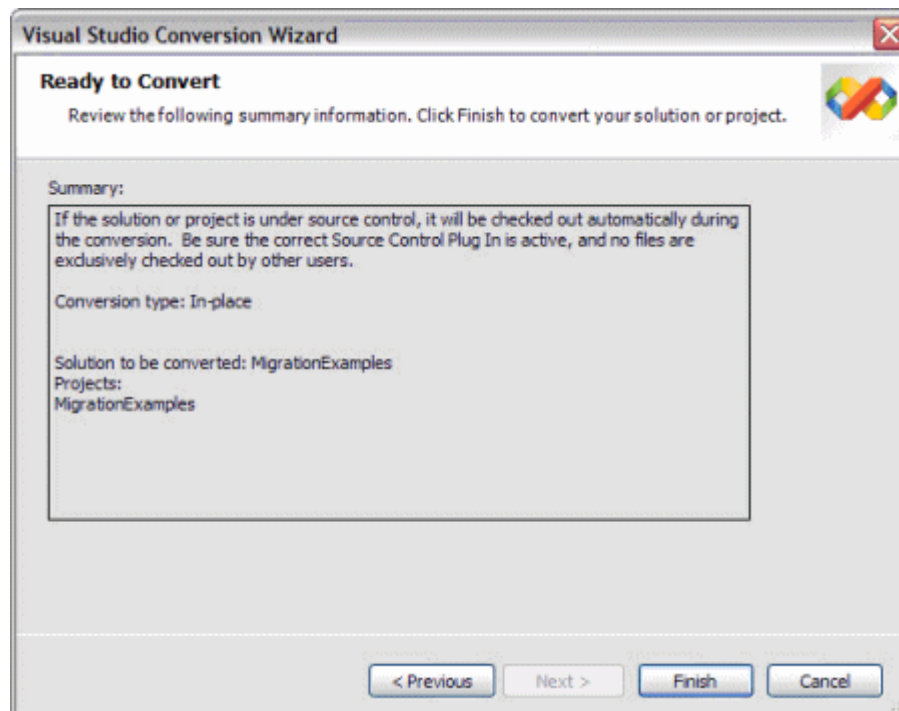 Visual Studio Conversion Wizard
Ready to Convert
Review the following summary information. Click Finish to convert your solution or project.
Summary:
If the solution or project is under source control, it will be checked out automatically during
the conversion.  Be sure the correct Source Control Plug In is active, and no files are
exclusively checked out by other users.
Conversion type: In-place
Solution to be converted: MigrationExamples
Projects:
MigrationExamples
< Previous
Next >
Finish
Cancel